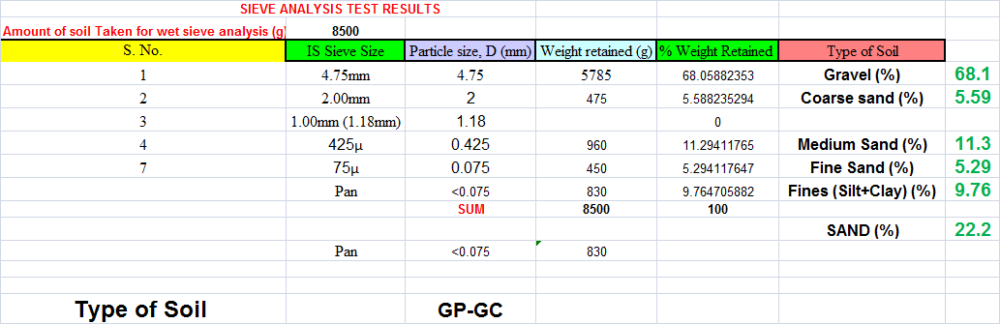 SIEVE ANALYSIS TEST RESULTS
Amount of soil Taken for wet sieve analysis (g) 8500
S. No. IS Sieve Size Particle size, D (mm) Weight retained (g) % Weight Retained Type of Soil
1 4.75mm 4.75 5785 68.05882353 Gravel (%) 68.1
2 2.00mm 2 475 5.588235294 Coarse sand (%) 5.59
3 1.00mm (1.18mm) 1.18 0
4 425µ 0.425 960 11.29411765 Medium Sand (%) 11.3
7 75µ 0.075 450 5.294117647 Fine Sand (%) 5.29
Pan <0.075 830 9.764705882 Fines (Silt+Clay) (%) 9.76
SUM 8500 100
SAND (%) 22.2
Pan <0.075 830
Type of Soil GP-GC